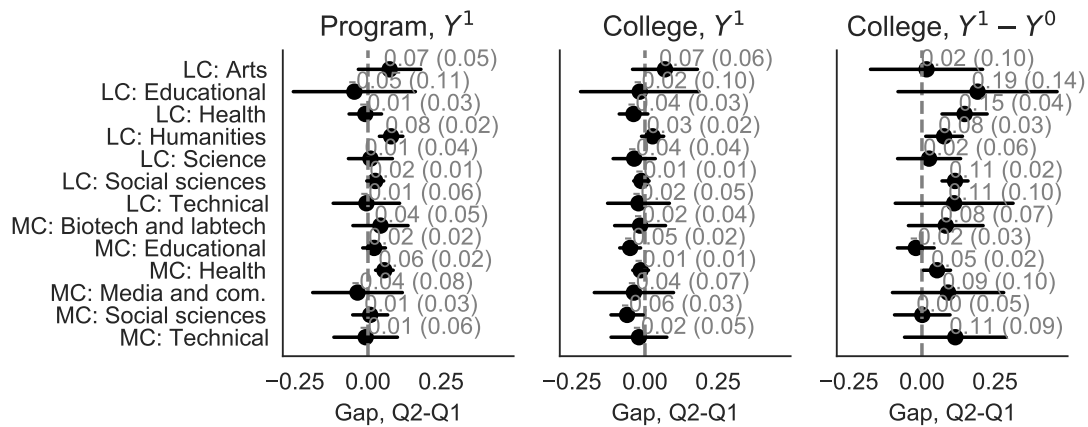 Program, Y¹
College, Y¹
College, Y¹ − Y⁰
LC: Arts 0.07 (0.05) 0.07 (0.06) 0.02 (0.10)
LC: Educational −0.05 (0.11) −0.02 (0.10) 0.19 (0.14)
LC: Health −0.01 (0.03) −0.04 (0.03) 0.15 (0.04)
LC: Humanities 0.08 (0.02) 0.03 (0.02) 0.08 (0.03)
LC: Science 0.01 (0.04) −0.04 (0.04) 0.02 (0.06)
LC: Social sciences 0.02 (0.01) −0.01 (0.01) 0.11 (0.02)
LC: Technical −0.01 (0.06) −0.02 (0.05) 0.11 (0.10)
MC: Biotech and labtech 0.04 (0.05) −0.02 (0.04) 0.08 (0.07)
MC: Educational 0.02 (0.02) −0.05 (0.02) −0.02 (0.03)
MC: Health 0.06 (0.02) −0.01 (0.01) 0.05 (0.02)
MC: Media and com. −0.04 (0.08) −0.04 (0.07) 0.09 (0.10)
MC: Social sciences 0.01 (0.03) −0.06 (0.03) 0.00 (0.05)
MC: Technical −0.01 (0.06) −0.02 (0.05) 0.11 (0.09)
−0.25 0.00 0.25
−0.25 0.00 0.25
−0.25 0.00 0.25
Gap, Q2-Q1
Gap, Q2-Q1
Gap, Q2-Q1